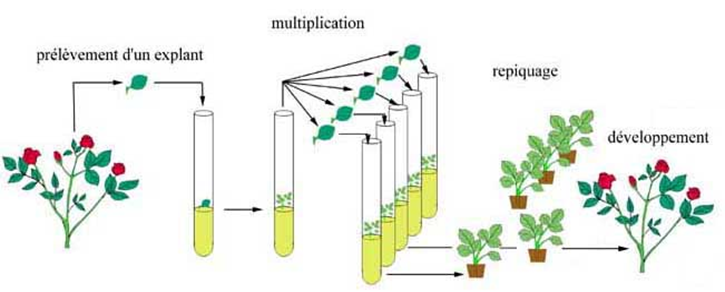 multiplication
prélèvement d'un explant
repiquage
développement